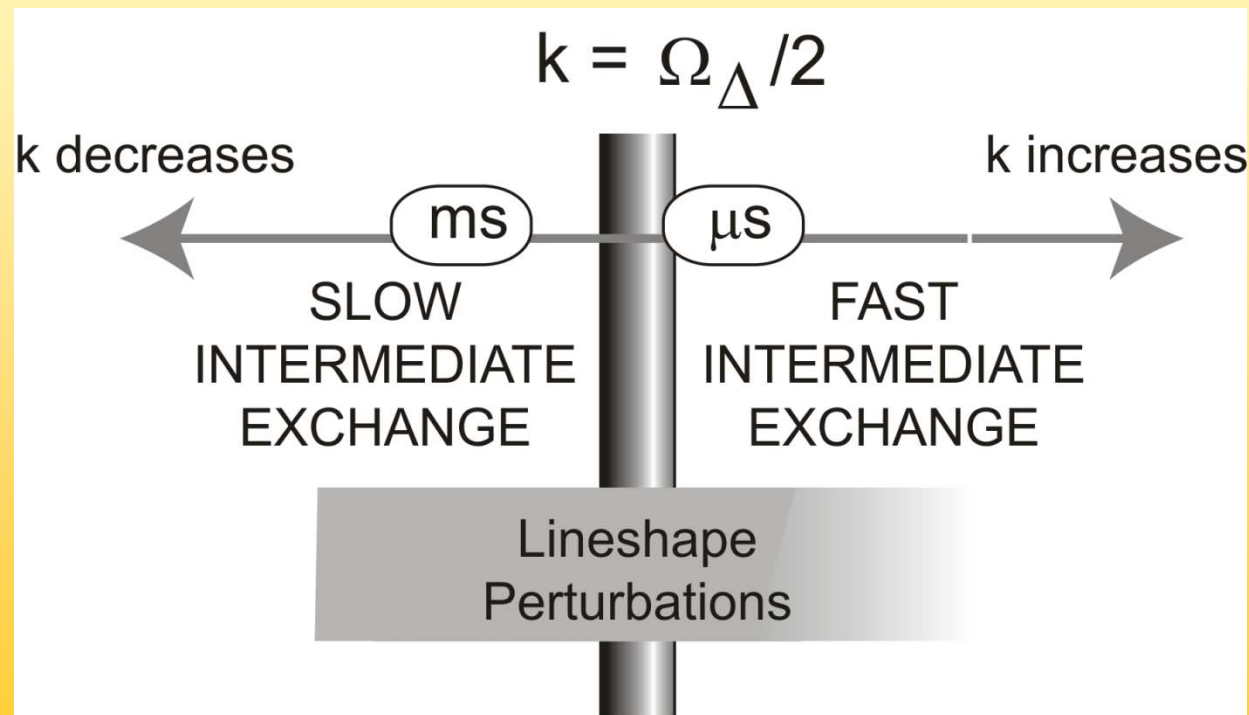 k = Ω_Δ /2
k decreases
k increases
ms
μs
SLOW
INTERMEDIATE
EXCHANGE
FAST
INTERMEDIATE
EXCHANGE
Lineshape
Perturbations